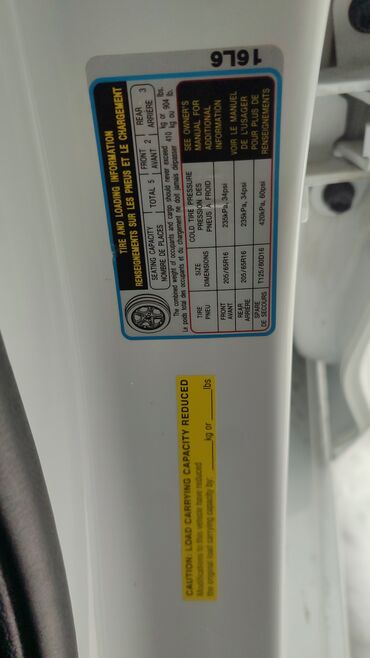 16L6
TIRE AND LOADING INFORMATION
RENSEIGNEMENTS SUR LES PNEUS ET LE CHARGEMENT
SEATING CAPACITY
NOMBRE DE PLACES
TOTAL 5
FRONT
AVANT
2
REAR
ARRIÈRE
3
The combined weight of occupants and cargo should never exceed 410 kg or 904 lbs.
Le poids total des occupants et du chargement ne doit jamais dépasser 410 kg ou 904 lb.
TIRE
PNEU
SIZE
DIMENSIONS
COLD TIRE PRESSURE
PRESSION DES
PNEUS A FROID
FRONT
AVANT
205/65R16
235kPa, 34psi
REAR
ARRIÈRE
205/65R16
235kPa, 34psi
SPARE
DE SECOURS
T125/80D16
420kPa, 60psi
SEE OWNER'S
MANUAL FOR
ADDITIONAL
INFORMATION
VOIR LE MANUEL
DE L'USAGER
POUR PLUS DE
RENSEIGNEMENTS
CAUTION: LOAD CARRYING CAPACITY REDUCED
Modifications to this vehicle have reduced
the original load carrying capacity by: ____kg or ____lbs